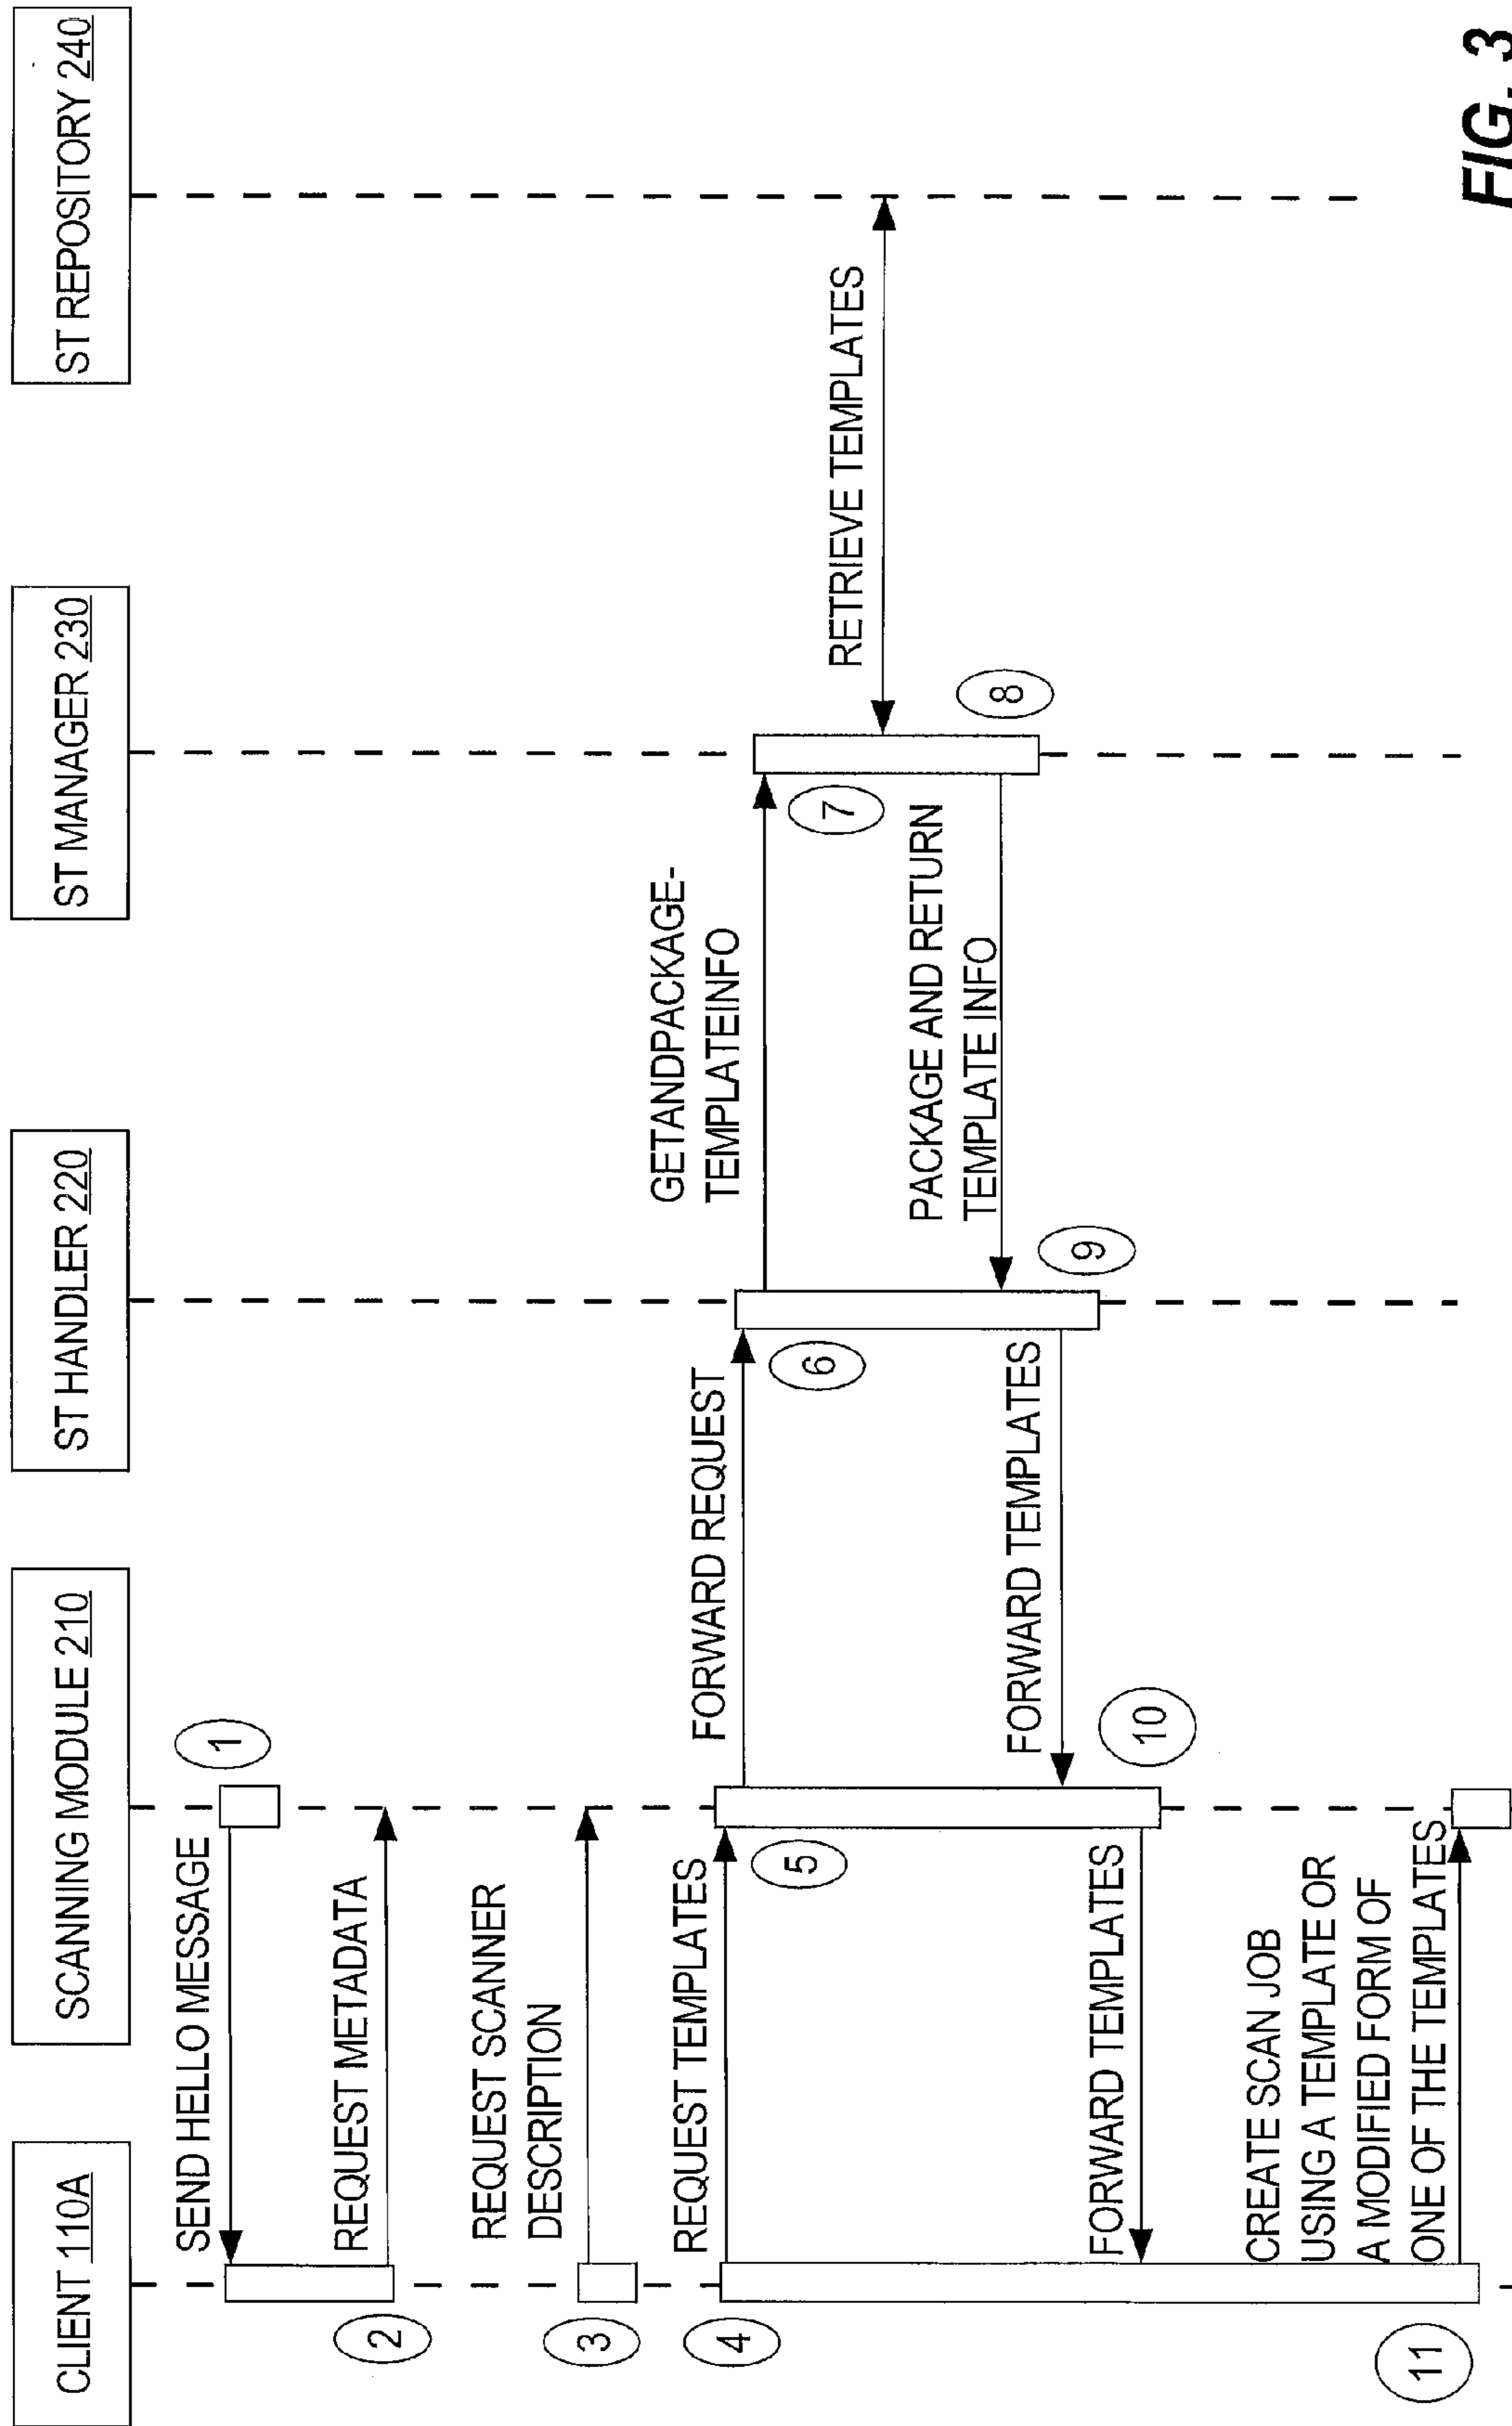 CLIENT 110A
SCANNING MODULE 210
ST HANDLER 220
ST MANAGER 230
ST REPOSITORY 240
SEND HELLO MESSAGE
1
REQUEST METADATA
2
REQUEST SCANNER
DESCRIPTION
3
REQUEST TEMPLATES
4
5
FORWARD REQUEST
6
GETANDPACKAGE-
TEMPLATEINFO
7
RETRIEVE TEMPLATES
8
PACKAGE AND RETURN
TEMPLATE INFO
9
FORWARD TEMPLATES
10
FORWARD TEMPLATES
CREATE SCAN JOB
USING A TEMPLATE OR
A MODIFIED FORM OF
ONE OF THE TEMPLATES
11
FIG. 3